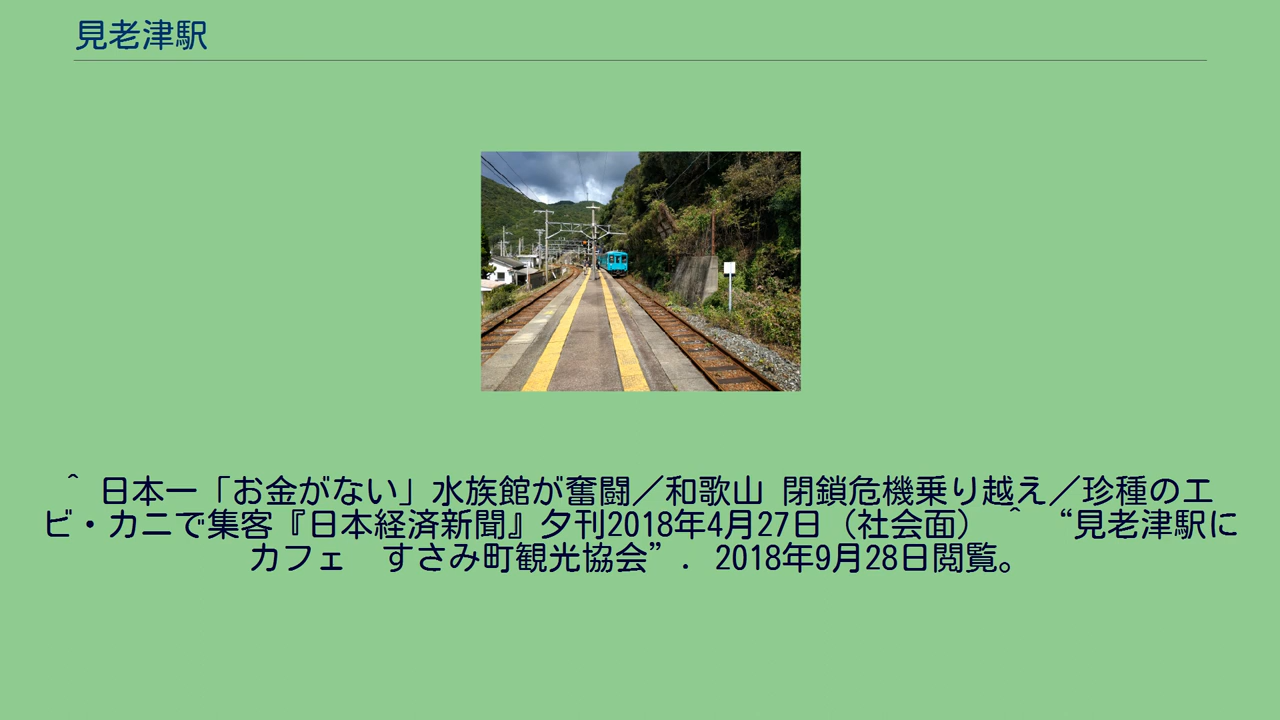 見老津駅
^ 日本一「お金がない」水族館が奮闘／和歌山 閉鎖危機乗り越え／珍種のエ
ビ・カニで集客『日本経済新聞』夕刊2018年4月27日（社会面） ^ “見老津駅に
カフェ　すさみ町観光協会”. 2018年9月28日閲覧。